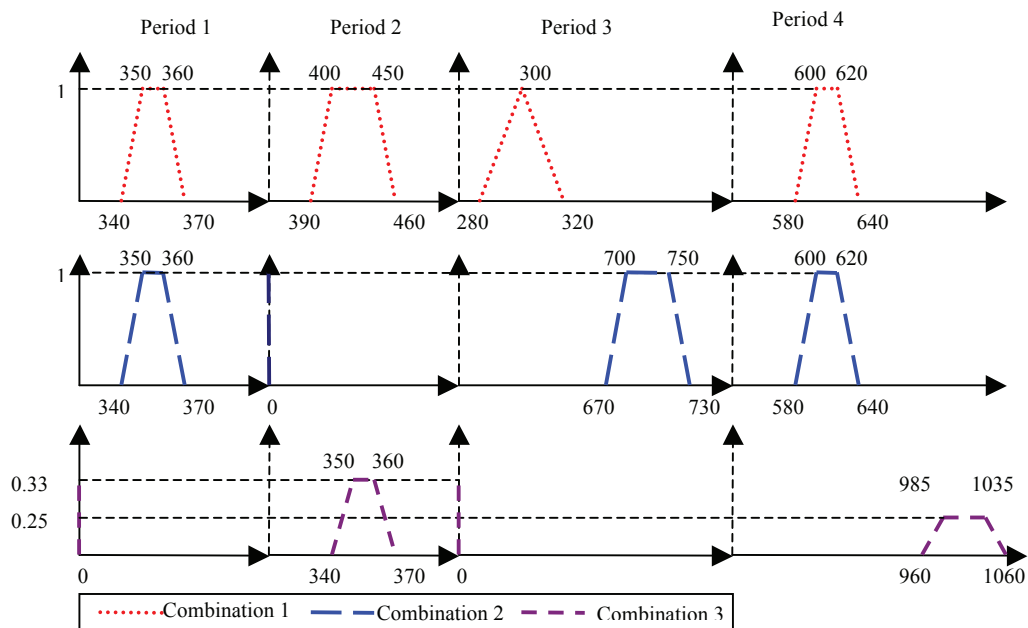 Period 1 Period 2 Period 3 Period 4
350 360 400 450 300 600 620
1
340 370 390 460 280 320 580 640
350 360 700 750 600 620
1
340 370 0 670 730 580 640
350 360 985 1035
0.33
0.25
0 340 370 0 960 1060
Combination 1 Combination 2 Combination 3